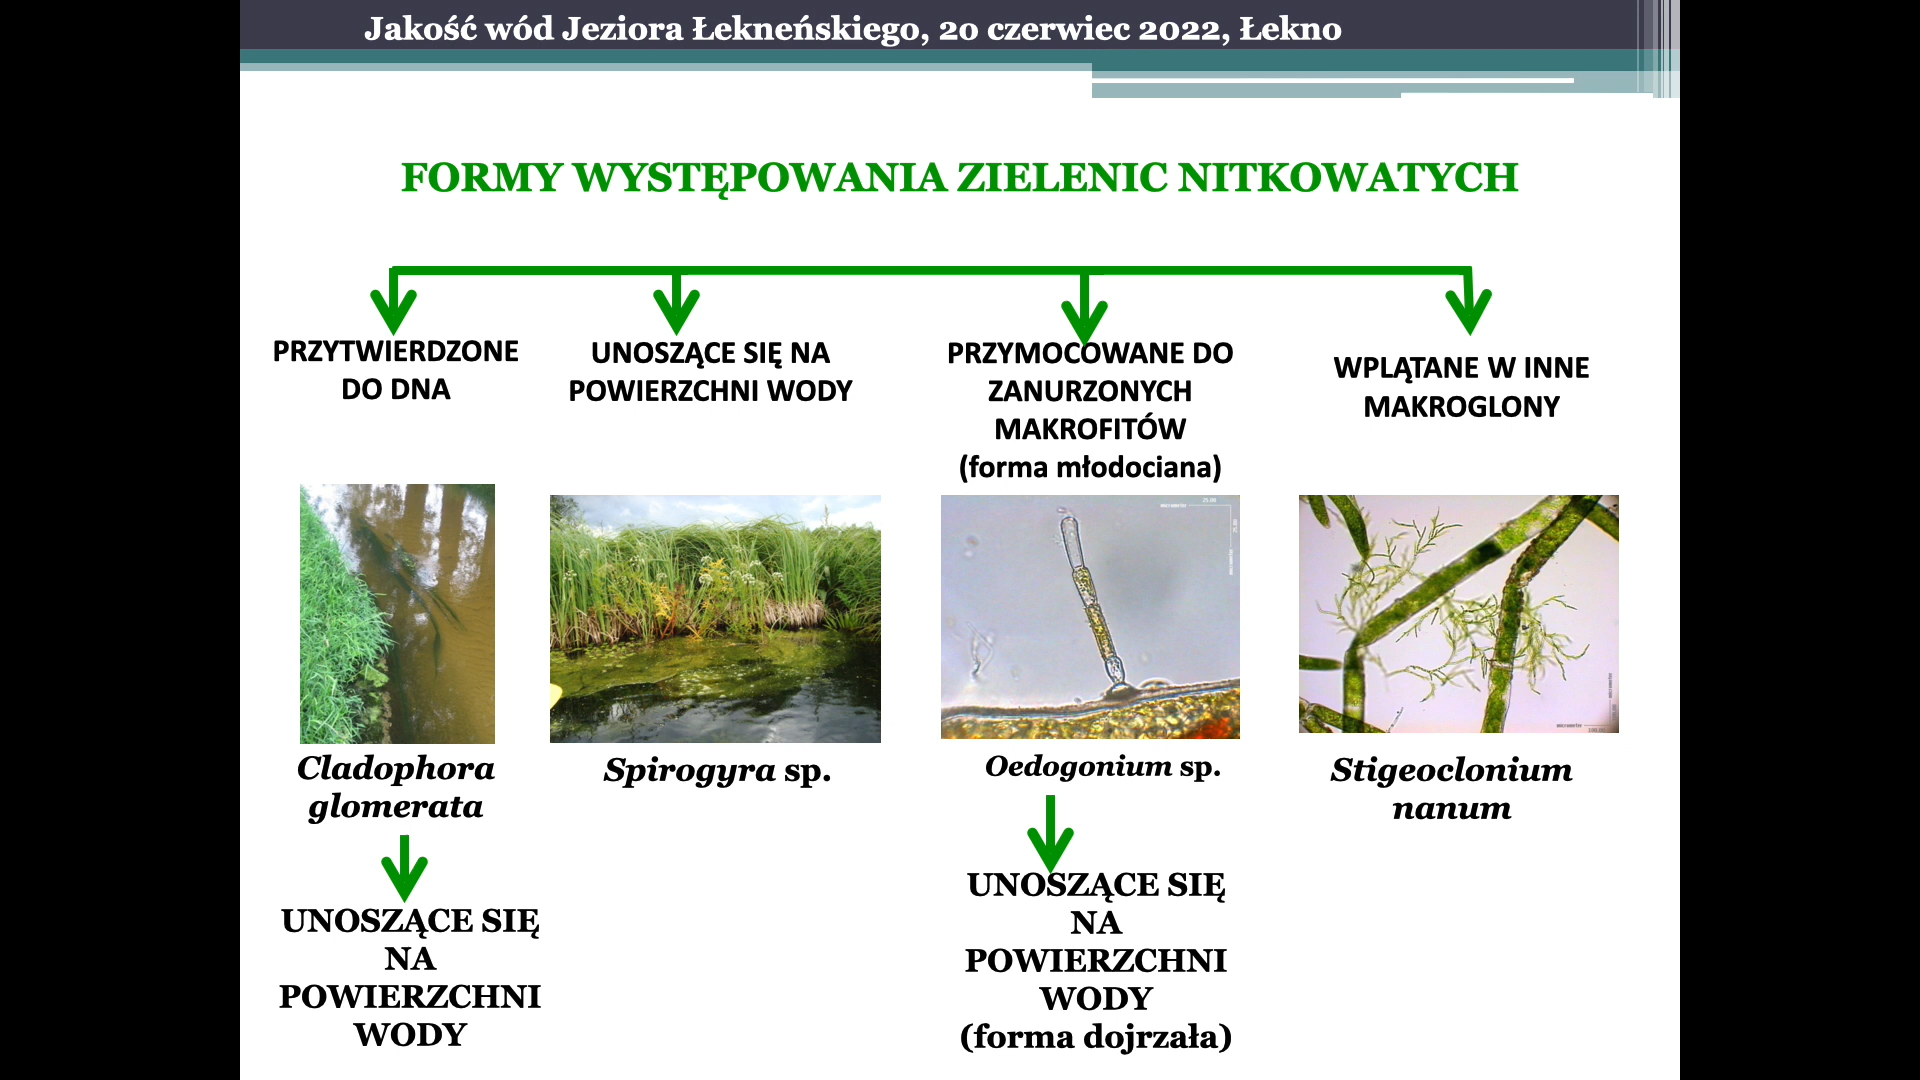 Jakość wód Jeziora Łekneńskiego, 20 czerwiec 2022, Łekno
FORMY WYSTĘPOWANIA ZIELENIC NITKOWATYCH
PRZYTWIERDZONE
DO DNA
UNOSZĄCE SIĘ NA
POWIERZCHNI WODY
PRZYMOCOWANE DO
ZANURZONYCH
MAKROFITÓW
(forma młodociana)
WPLĄTANE W INNE
MAKROGLONY
Cladophora
glomerata
Spirogyra sp.
Oedogonium sp.
Stigeoclonium
nanum
UNOSZĄCE SIĘ
NA
POWIERZCHNI
WODY
UNOSZĄCE SIĘ
NA
POWIERZCHNI
WODY
(forma dojrzała)